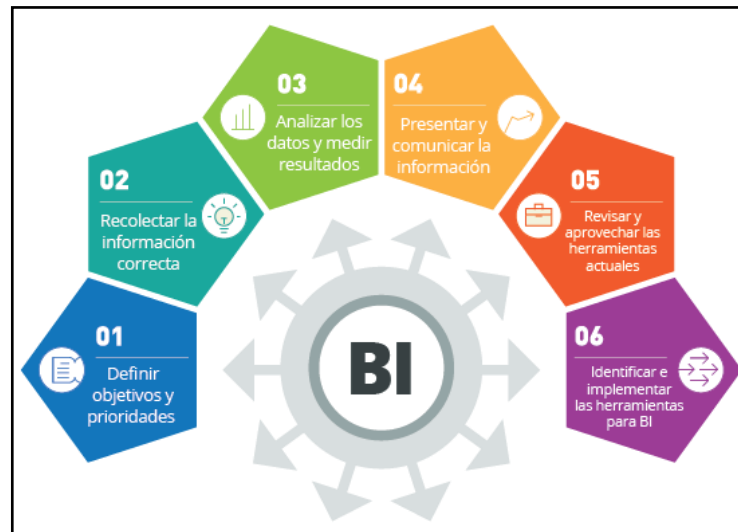 01
Definir
objetivos y
prioridades
02
Recolectar la
información
correcta
03
Analizar los
datos y medir
resultados
04
Presentar y
comunicar la
información
05
Revisar y
aprovechar las
herramientas
actuales
06
Identificar e
implementar
las herramientas
para BI
BI